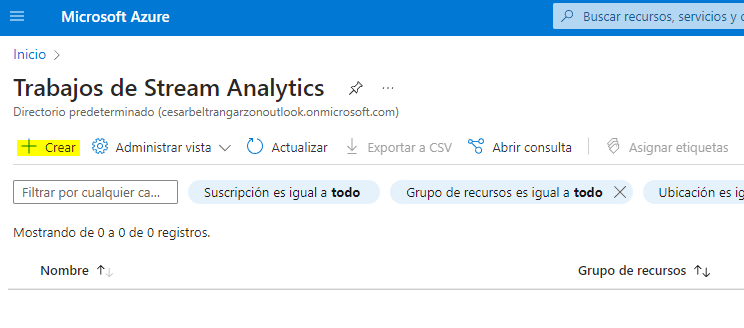 Microsoft Azure
Buscar recursos, servicios y d
Inicio >
Trabajos de Stream Analytics
Directorio predeterminado (cesarbeltrangarzonoutlook.onmicrosoft.com)
+ Crear Administrar vista Actualizar Exportar a CSV Abrir consulta Asignar etiquetas
Filtrar por cualquier ca... Suscripción es igual a todo Grupo de recursos es igual a todo Ubicación es ig
Mostrando de 0 a 0 de 0 registros.
Nombre ↑↓ Grupo de recursos ↑↓